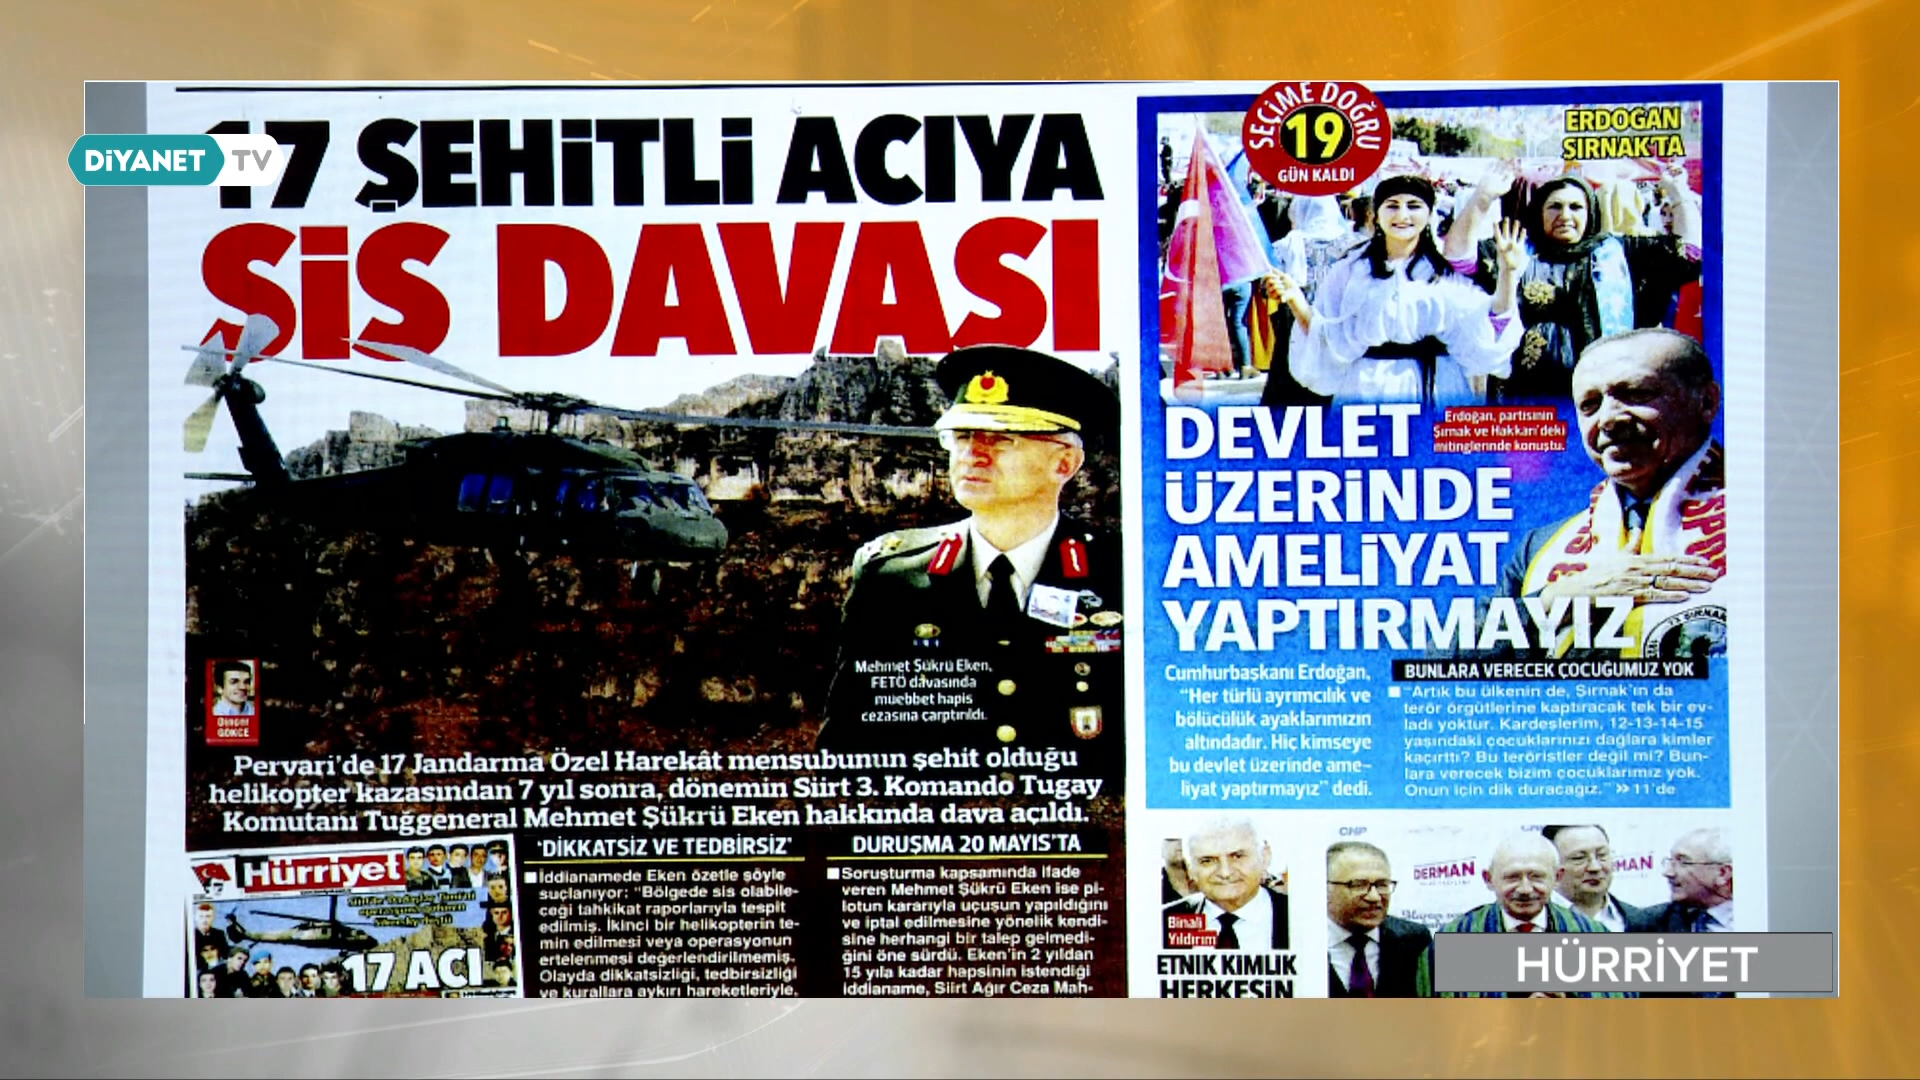 DiYANET TV
17 ŞEHiTLi ACIYA
SiS DAVASI
Dinçer
GÖKCE
Mehmet Şükrü Eken,
FETÖ davasında
müebbet hapis
cezasına çarptırıldı.
Pervari'de 17 Jandarma Özel Harekât mensubunun şehit olduğu
helikopter kazasından 7 yıl sonra, dönemin Siirt 3. Komando Tugay
Komutanı Tuğgeneral Mehmet Şükrü Eken hakkında dava açıldı.
Hürriyet
17 ACI
'DİKKATSİZ VE TEDBİRSİZ'
İddianamede Eken özetle şöyle
suçlanıyor: "Bölgede sis olabile-
ceği tahkikat raporlarıyla tespit
edilmiş. İkinci bir helikopterin te-
min edilmesi veya operasyonun
ertelenmesi değerlendirilmemiş.
Olayda dikkatsizliği, tedbirsizliği
ve kurallara aykırı hareketleriyle,
DURUŞMA 20 MAYIS'TA
Soruşturma kapsamında ifade
veren Mehmet Şükrü Eken ise pi-
lotun kararıyla uçuşun yapıldığını
ve iptal edilmesine yönelik kendi-
sine herhangi bir talep gelmedi-
ğini öne sürdü. Eken'in 2 yıldan
15 yıla kadar hapsinin istendiği
iddianame, Siirt Ağır Ceza Mah-
SEÇİME DOĞRU
19
GÜN KALDI
ERDOĞAN
ŞIRNAK'TA
DEVLET
ÜZERiNDE
AMELiYAT
YAPTIRMAYIZ
Erdoğan, partisinin
Şırnak ve Hakkari'deki
mitinglerinde konuştu.
Cumhurbaşkanı Erdoğan,
"Her türlü ayrımcılık ve
bölücülük ayaklarımızın
altındadır. Hiç kimseye
bu devlet üzerinde ame-
liyat yaptırmayız" dedi.
BUNLARA VERECEK ÇOCUĞUMUZ YOK
"Artık bu ülkenin de, Şırnak'ın da
terör örgütlerine kaptıracak tek bir ev-
ladı yoktur. Kardeşlerim, 12-13-14-15
yaşındaki çocuklarınızı dağlara kimler
kaçırttı? Bu teröristler değil mi? Bun-
lara verecek bizim çocuklarımız yok.
Onun için dik duracağız." » 11'de
Binali
Yıldırım
ETNİK KİMLİK
HERKESİN
CHP
DERMAN
HÜRRİYET